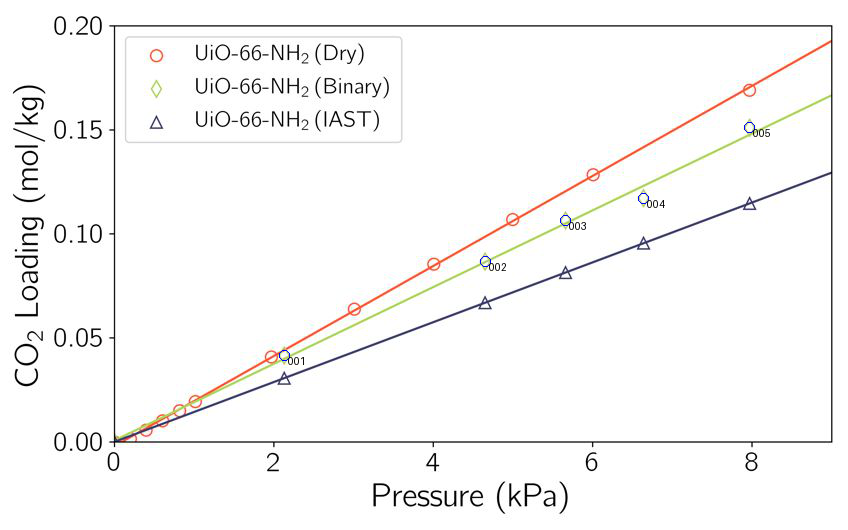 0.20
0.15
0.10
0.05
0.00
CO2 Loading (mol/kg)
UiO-66-NH2 (Dry)
UiO-66-NH2 (Binary)
UiO-66-NH2 (IAST)
005
004
003
002
001
0 2 4 6 8
Pressure (kPa)